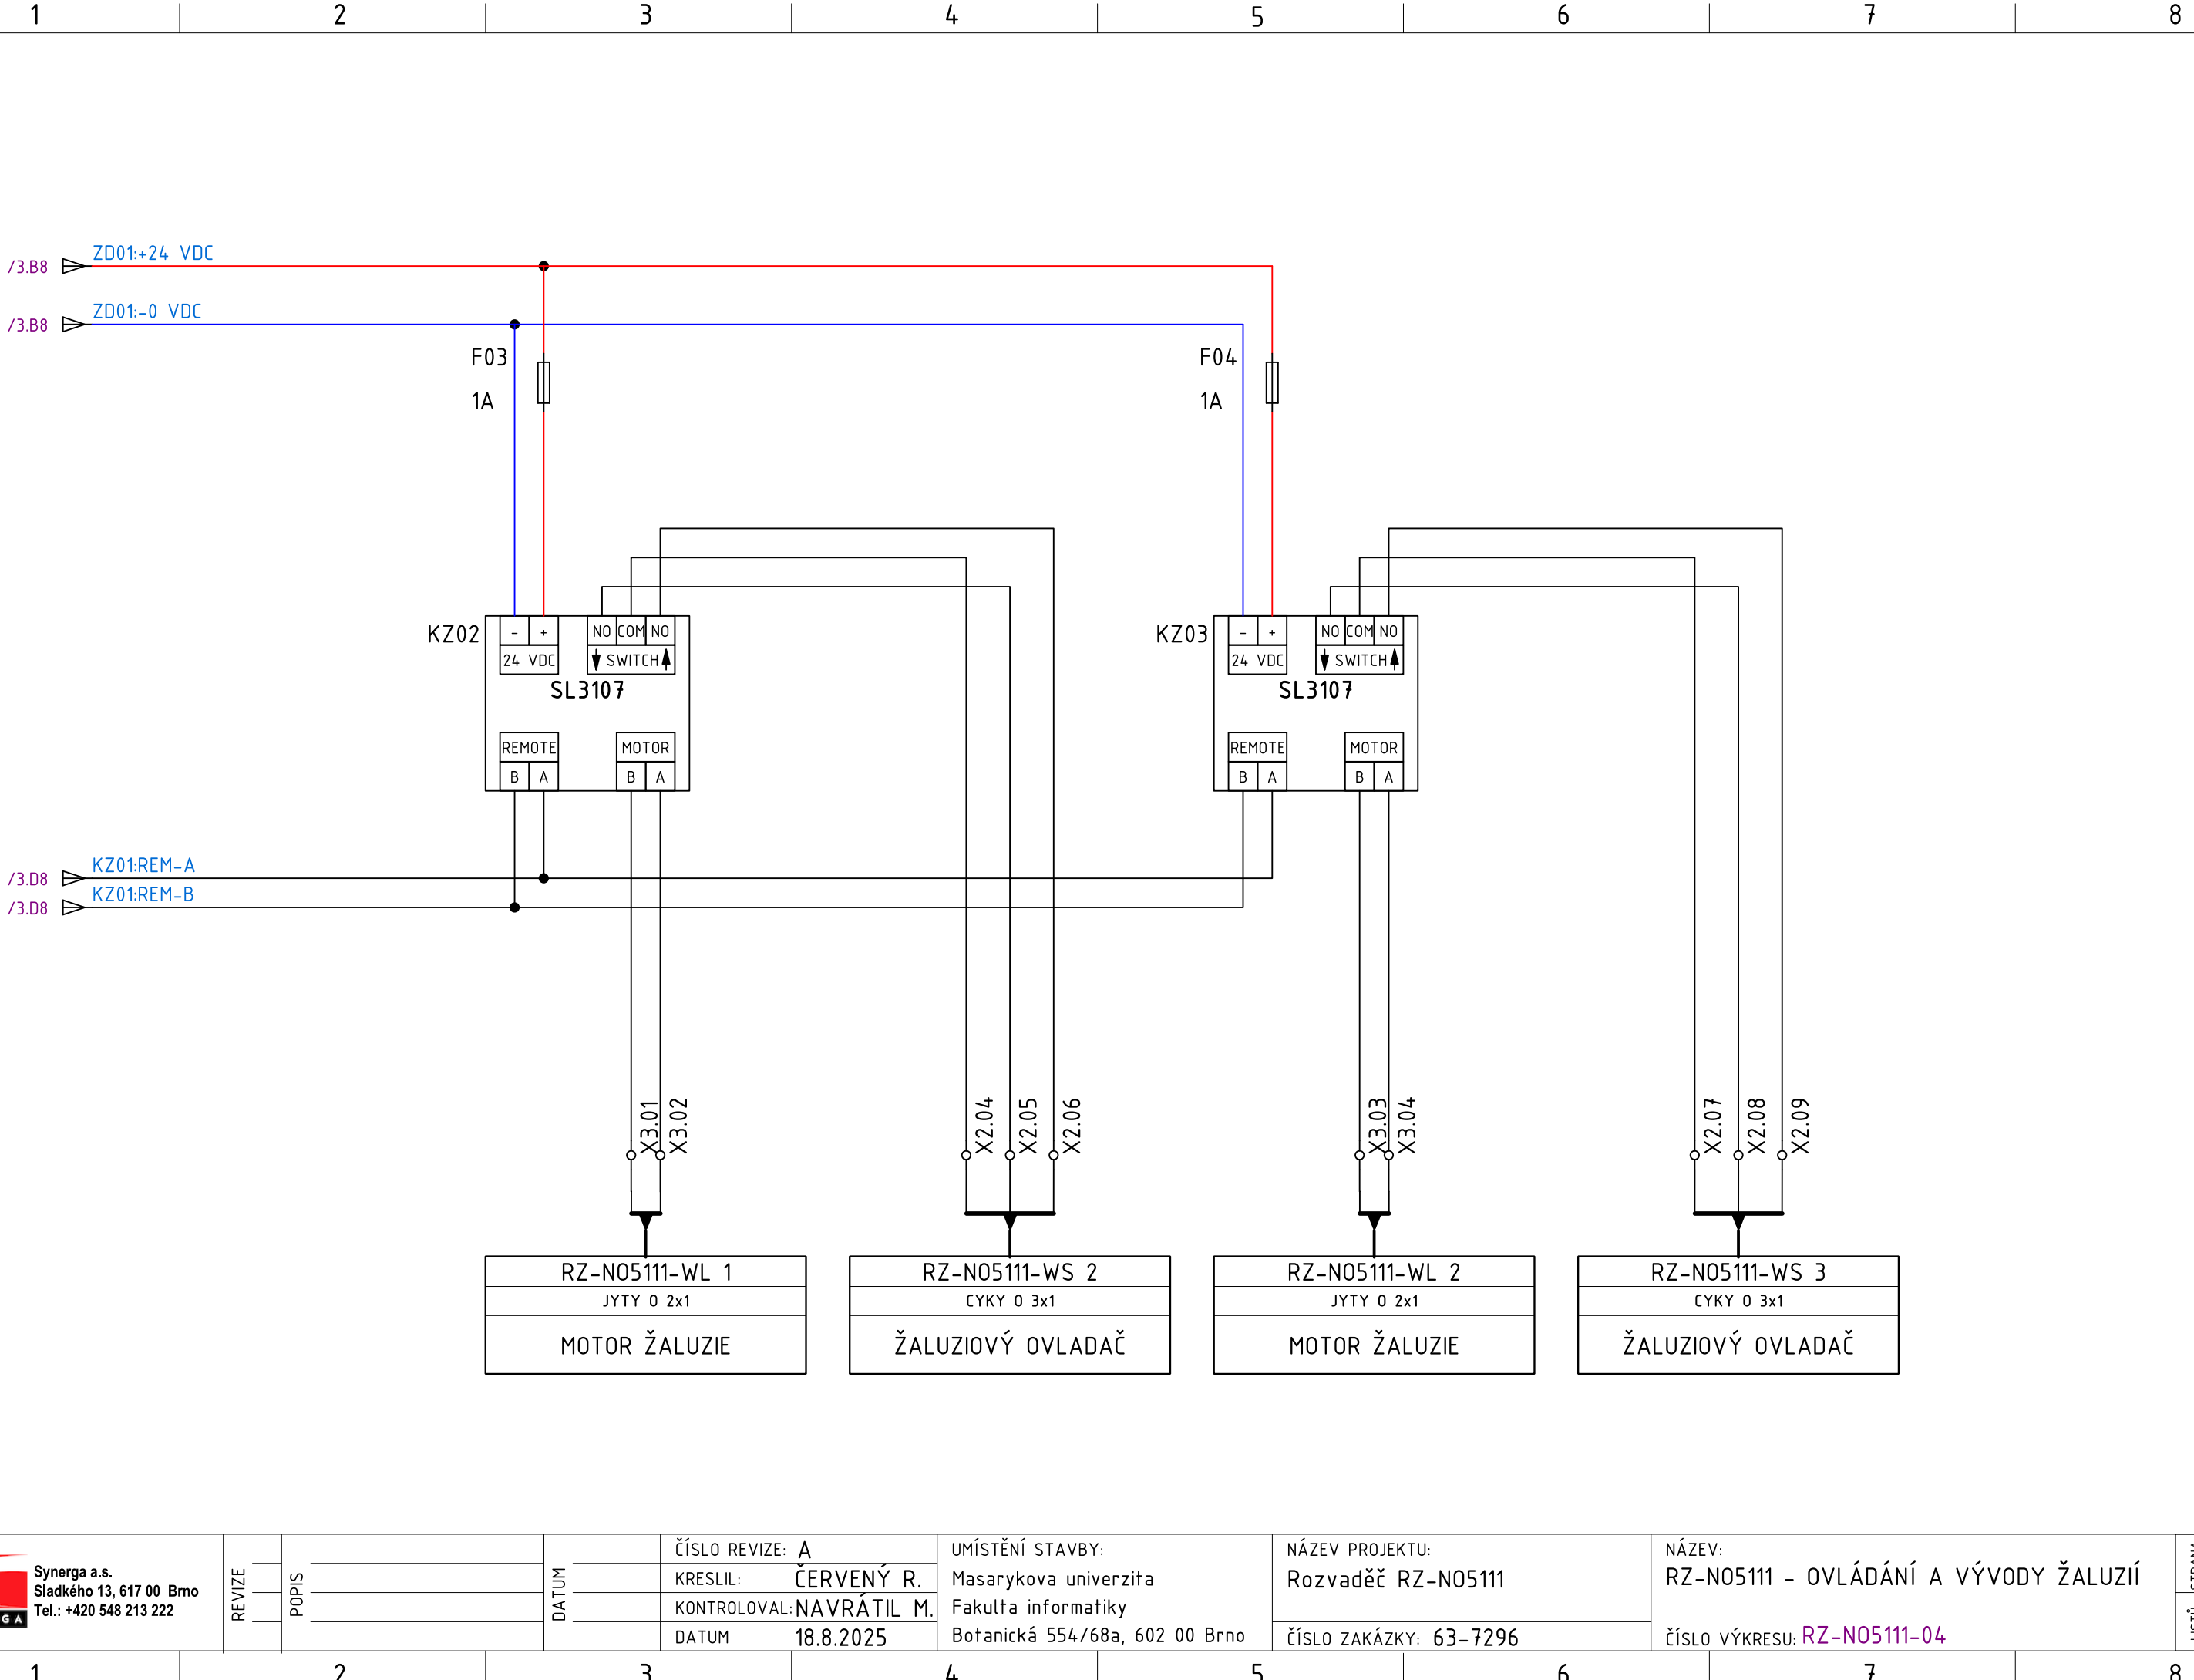 1 2 3 4 5 6 7 8
/3.B8 ZD01:+24 VDC
/3.B8 ZD01:-0 VDC
F03
1A
F04
1A
KZ02
- + NO COM NO
24 VDC SWITCH
SL3107
REMOTE MOTOR
B A B A
KZ03
- + NO COM NO
24 VDC SWITCH
SL3107
REMOTE MOTOR
B A B A
/3.D8 KZ01:REM-A
/3.D8 KZ01:REM-B
X3.01 X3.02 X2.04 X2.05 X2.06 X3.03 X3.04 X2.07 X2.08 X2.09
RZ-NO5111-WL 1
JYTY O 2x1
MOTOR ŽALUZIE
RZ-NO5111-WS 2
CYKY O 3x1
ŽALUZIOVÝ OVLADAČ
RZ-NO5111-WL 2
JYTY O 2x1
MOTOR ŽALUZIE
RZ-NO5111-WS 3
CYKY O 3x1
ŽALUZIOVÝ OVLADAČ
G A
Synerga a.s.
Sladkého 13, 617 00 Brno
Tel.: +420 548 213 222
REVIZE
POPIS
DATUM
ČÍSLO REVIZE: A
KRESLIL: ČERVENÝ R.
KONTROLOVAL: NAVRÁTIL M.
DATUM 18.8.2025
UMÍSTĚNÍ STAVBY:
Masarykova univerzita
Fakulta informatiky
Botanická 554/68a, 602 00 Brno
NÁZEV PROJEKTU:
Rozvaděč RZ-NO5111
ČÍSLO ZAKÁZKY: 63-7296
NÁZEV:
RZ-NO5111 - OVLÁDÁNÍ A VÝVODY ŽALUZIÍ
ČÍSLO VÝKRESU: RZ-NO5111-04
1 2 3 4 5 6 7 8